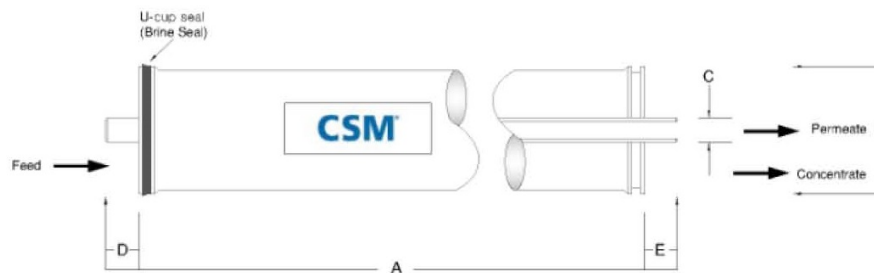 U-cup seal
(Brine Seal)
CSM
C
Feed
Permeate
Concentrate
D
A
E